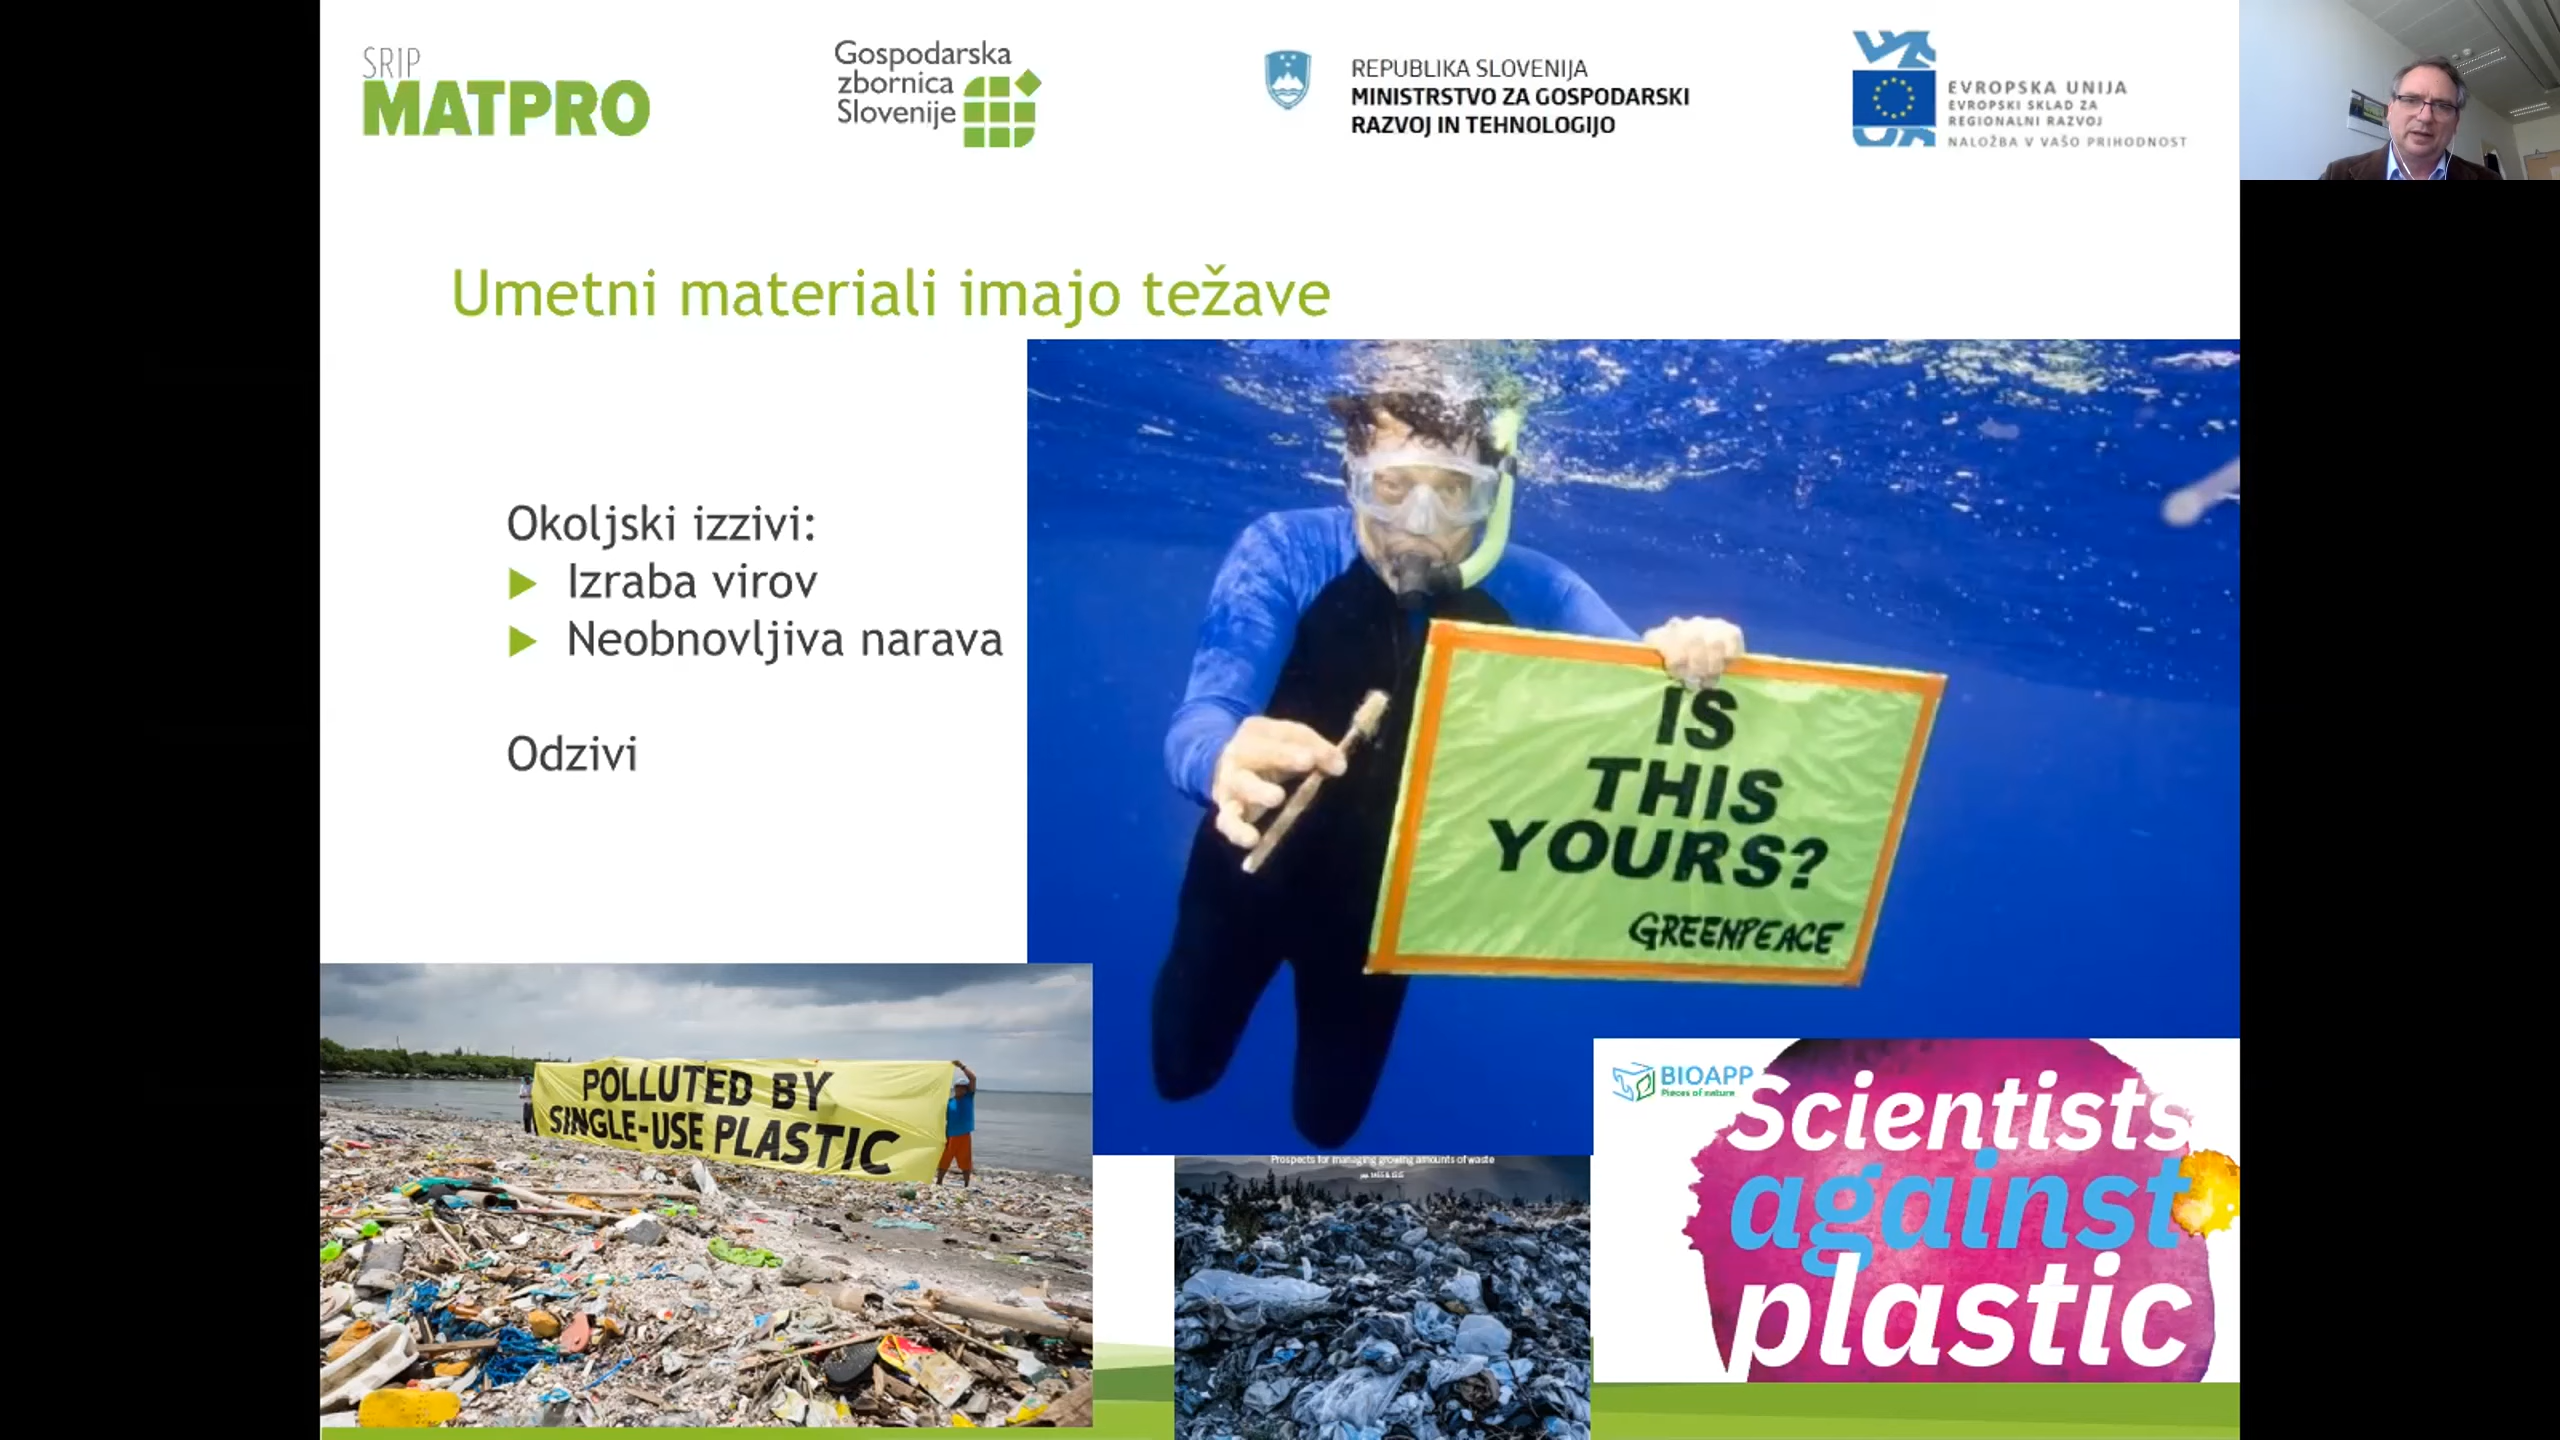 SRIP
MATPRO
Gospodarska
zbornica
Slovenije
REPUBLIKA SLOVENIJA
MINISTRSTVO ZA GOSPODARSKI
RAZVOJ IN TEHNOLOGIJO
EVROPSKA UNIJA
EVROPSKI SKLAD ZA
REGIONALNI RAZVOJ
NALOŽBA V VAŠO PRIHODNOST
Umetni materiali imajo težave
Okoljski izzivi:
Izraba virov
Neobnovljiva narava
Odzivi
IS
THIS
YOURS?
GREENPEACE
POLLUTED BY
SINGLE-USE PLASTIC
Prospects for managing growing amounts of waste
BIOAPP
Pieces of nature
Scientists
against
plastic